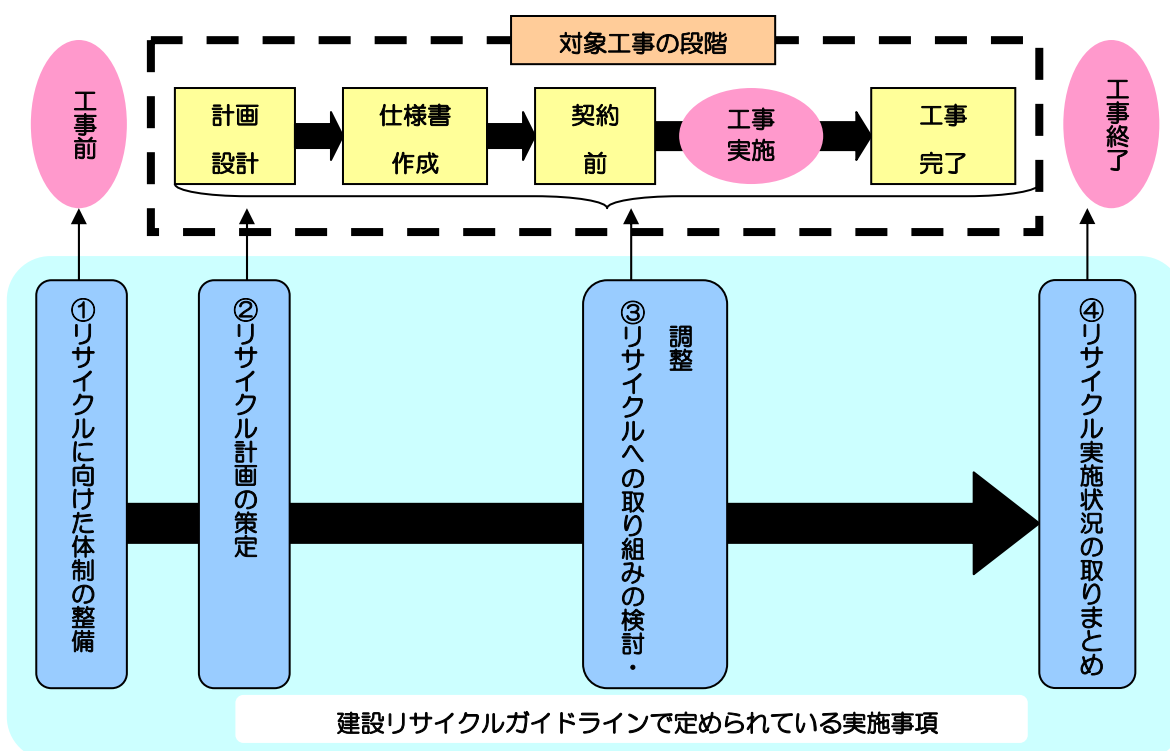 対象工事の段階
工事前
計画
設計
仕様書
作成
契約
前
工事
実施
工事
完了
工事終了
①リサイクルに向けた体制の整備
②リサイクル計画の策定
③リサイクルへの取り組みの検討・
調整
④リサイクル実施状況の取りまとめ
建設リサイクルガイドラインで定められている実施事項